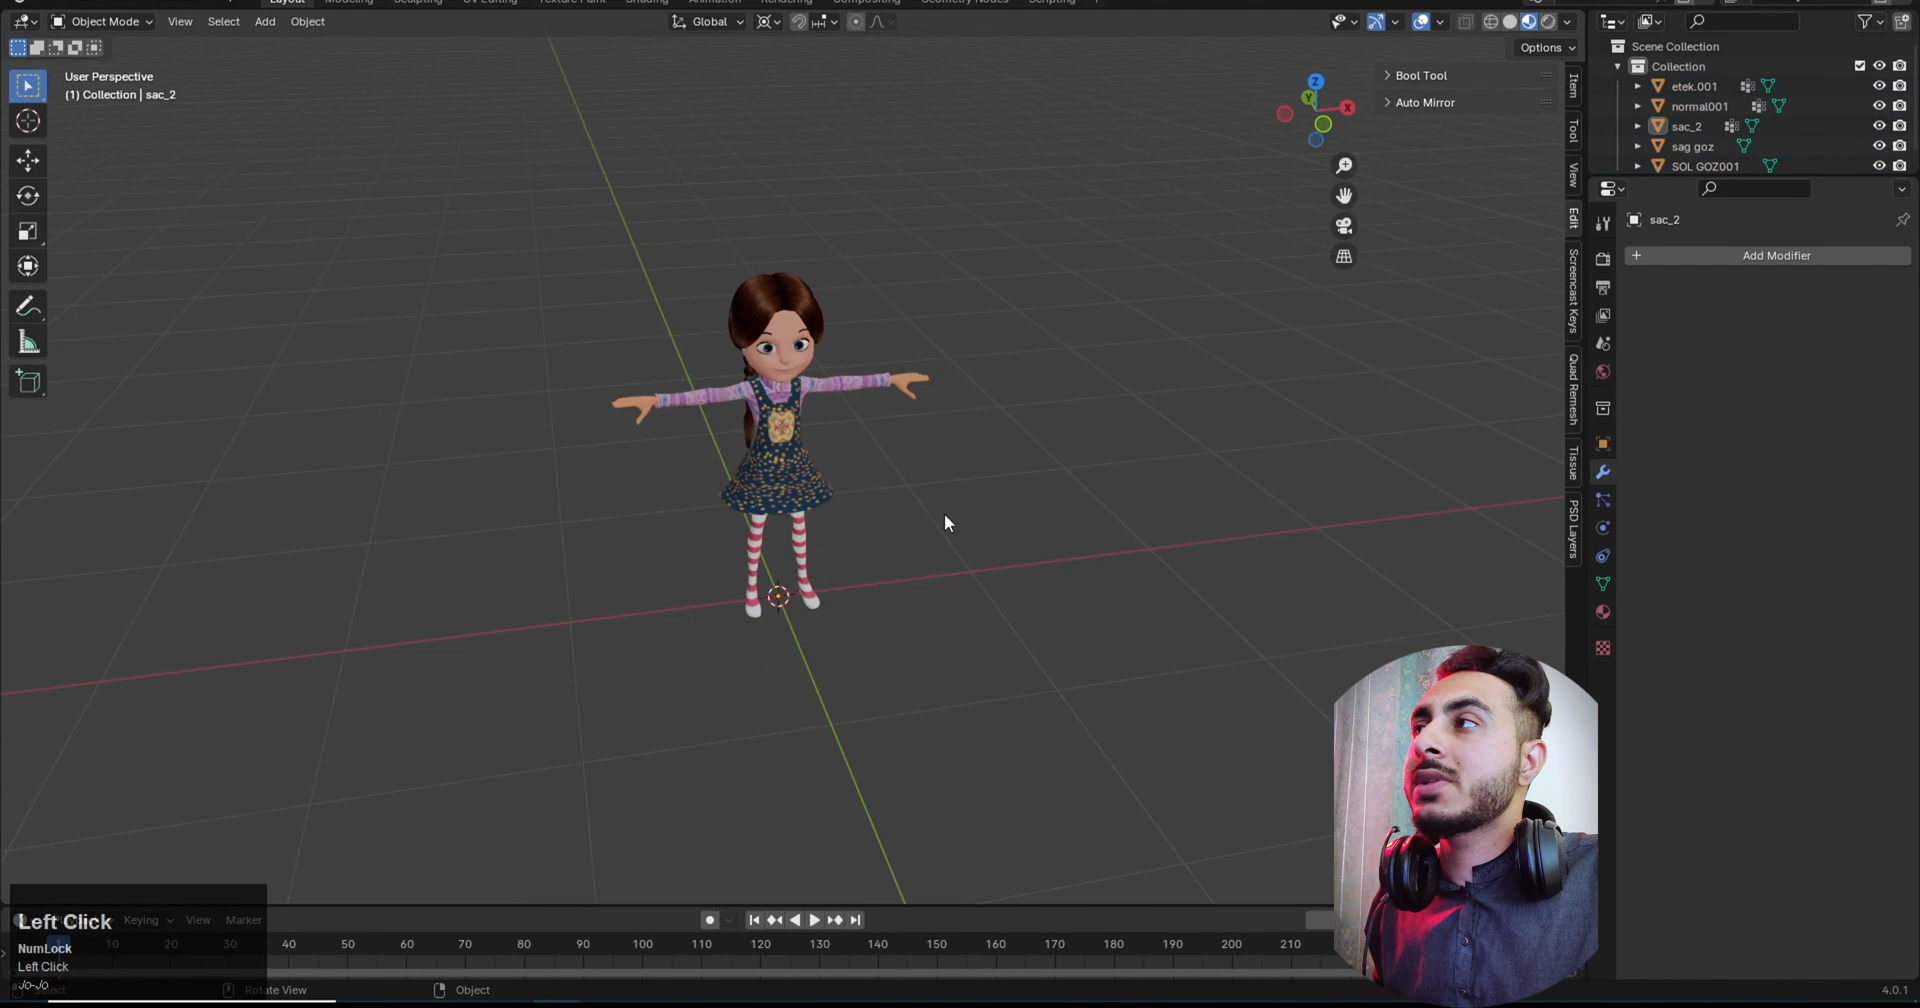 Layout Modeling Sculpting UV Editing Texture Paint Shading Animation Rendering Compositing Geometry Nodes Scripting
Object Mode View Select Add Object
Global
Options
User Perspective
(1) Collection | sac_2
Z
Y
X
Bool Tool
Auto Mirror
Item
Tool
View
Edit
Screencast Keys
Quad Remesh
Tissue
PSD Layers
Scene Collection
Collection
etek.001
normal001
sac_2
sag goz
SOL GOZ001
sac_2
Add Modifier
Left Click
NumLock
Left Click
Jo-Jo
Keying View Marker
10 20 30 40 50 60 70 80 90 100 110 120 130 140 150 160 170 180 190 200 210
Rotate View
Object
4.0.1